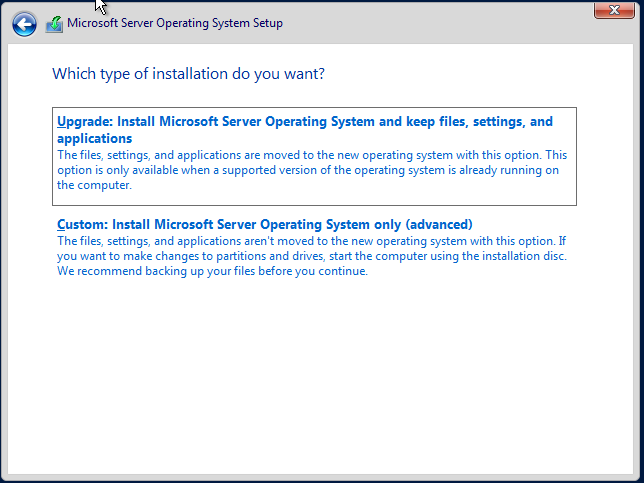 Microsoft Server Operating System Setup
Which type of installation do you want?
Upgrade: Install Microsoft Server Operating System and keep files, settings, and
applications
The files, settings, and applications are moved to the new operating system with this option. This
option is only available when a supported version of the operating system is already running on
the computer.
Custom: Install Microsoft Server Operating System only (advanced)
The files, settings, and applications aren't moved to the new operating system with this option. If
you want to make changes to partitions and drives, start the computer using the installation disc.
We recommend backing up your files before you continue.